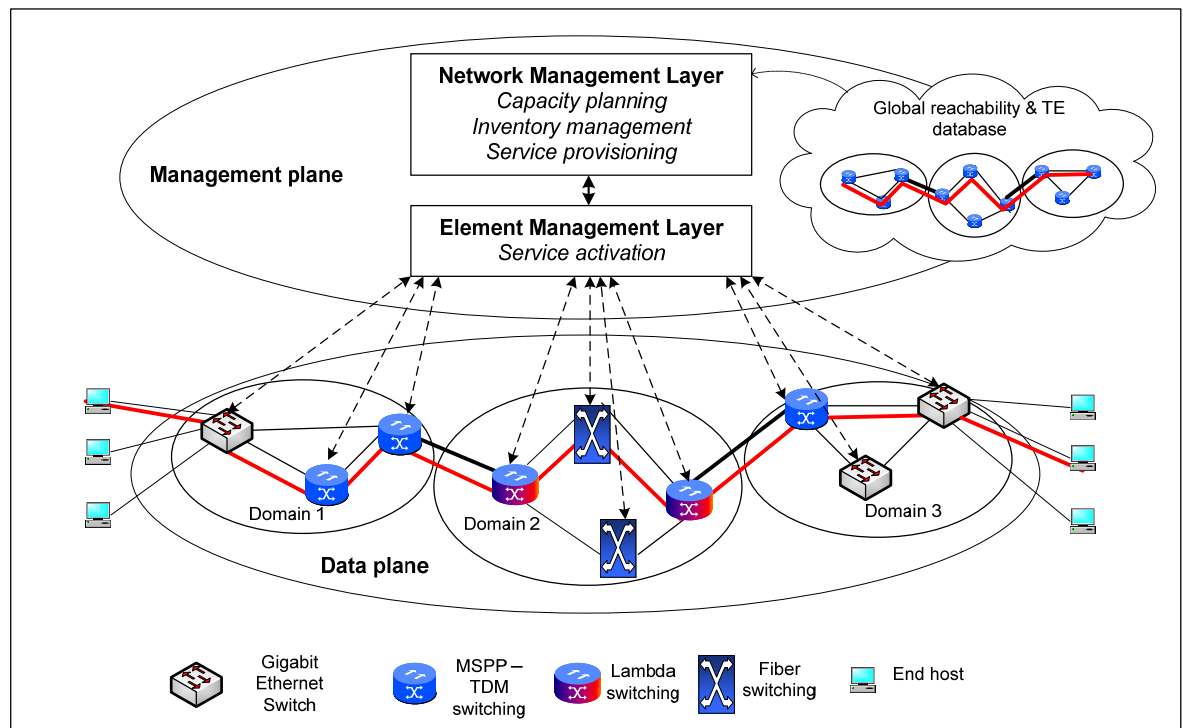 Network Management Layer
Capacity planning
Inventory management
Service provisioning
Global reachability & TE
database
Management plane
Element Management Layer
Service activation
Domain 1
Domain 2
Domain 3
Data plane
Gigabit
Ethernet
Switch
MSPP –
TDM
switching
Lambda
switching
Fiber
switching
End host